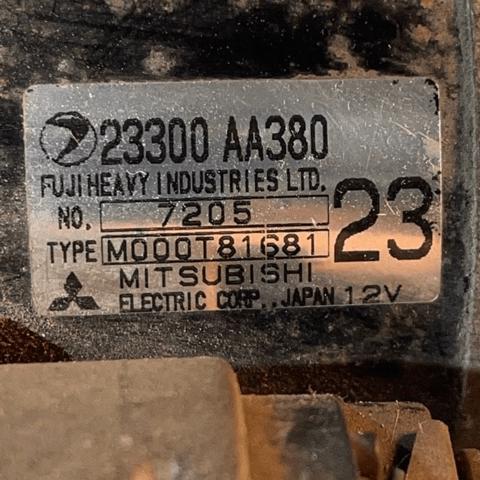 23300 AA380
FUJI HEAVY INDUSTRIES LTD.
NO. 7205
23
TYPE M000T81681
MITSUBISHI
ELECTRIC CORP., JAPAN 12V